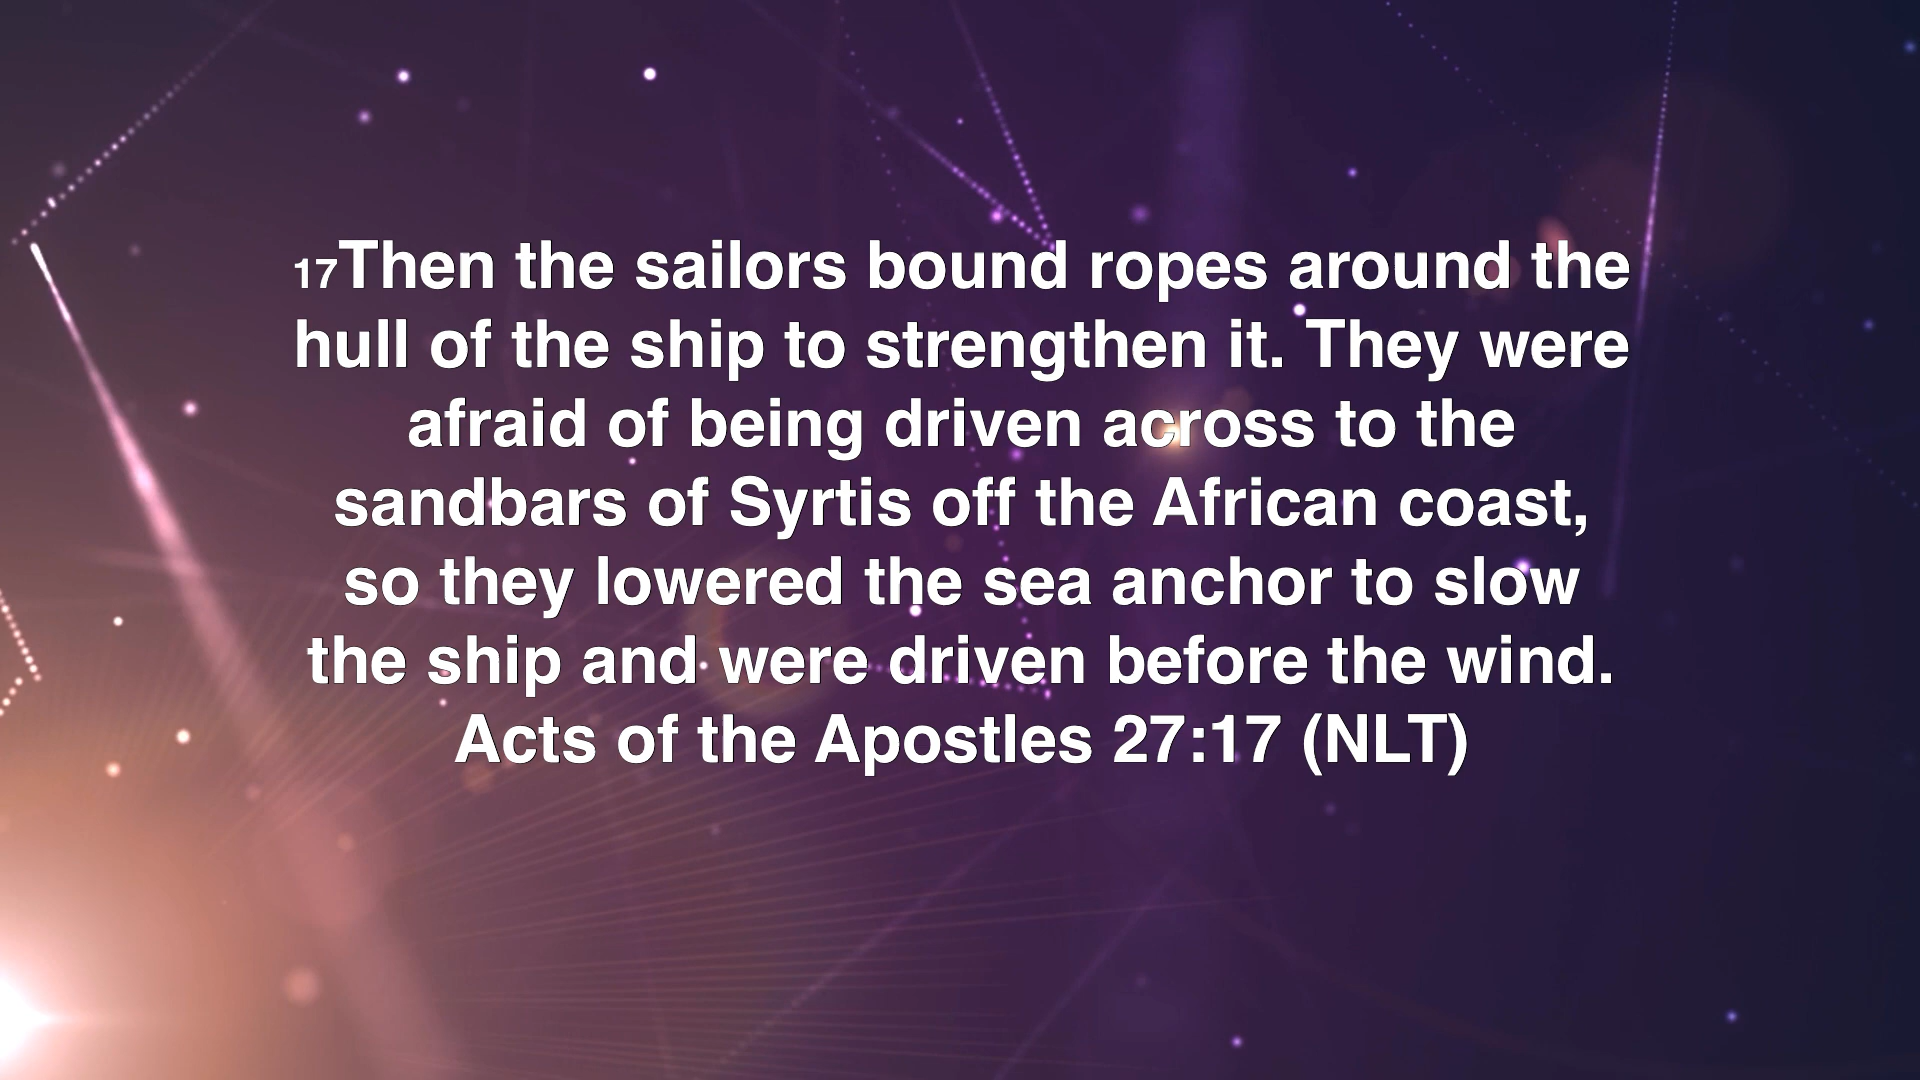 17Then the sailors bound ropes around the
hull of the ship to strengthen it. They were
afraid of being driven across to the
sandbars of Syrtis off the African coast,
so they lowered the sea anchor to slow
the ship and were driven before the wind.
Acts of the Apostles 27:17 (NLT)